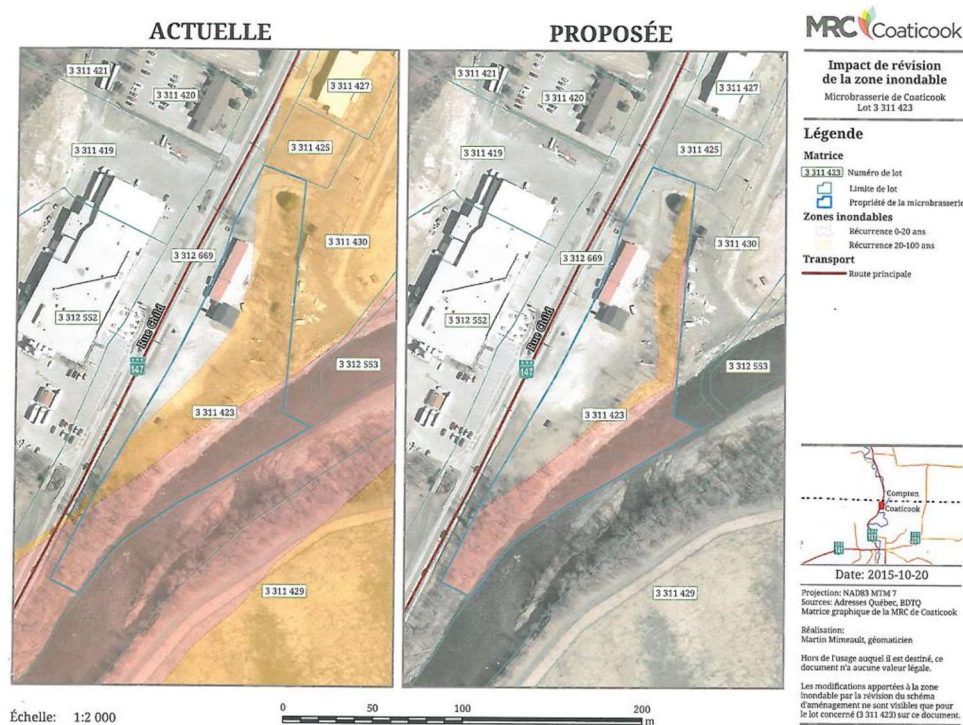 ACTUELLE
3 311 421
3 311 420
3 311 427
3 311 419
3 311 425
3 311 430
3 312 669
3 312 552
Rue Child
147
3 312 553
3 311 423
3 311 429
PROPOSÉE
3 311 421
3 311 420
3 311 427
3 311 419
3 311 425
3 311 430
3 312 669
3 312 552
Rue Child
147
3 312 553
3 311 423
3 311 429
MRC Coaticook
Impact de révision
de la zone inondable
Microbrasserie de Coaticook
Lot 3 311 423
Légende
Matrice
3 311 423 Numéro de lot
Limite de lot
Propriété de la microbrasserie
Zones inondables
Récurrence 0-20 ans
Récurrence 20-100 ans
Transport
Route principale
Compton
Coaticook
Date: 2015-10-20
Projection: NAD83 MTM 7
Sources: Adresses Québec, BDTQ
Matrice graphique de la MRC de Coaticook
Réalisation:
Martin Mimeault, géomaticien
Hors de l'usage auquel il est destiné, ce
document n'a aucune valeur légale.
Les modifications apportées à la zone
inondable par la révision du schéma
d'aménagement ne sont visibles que pour
le lot concerné (3 311 423) sur ce document.
Échelle: 1:2 000
0 50 100 200
m